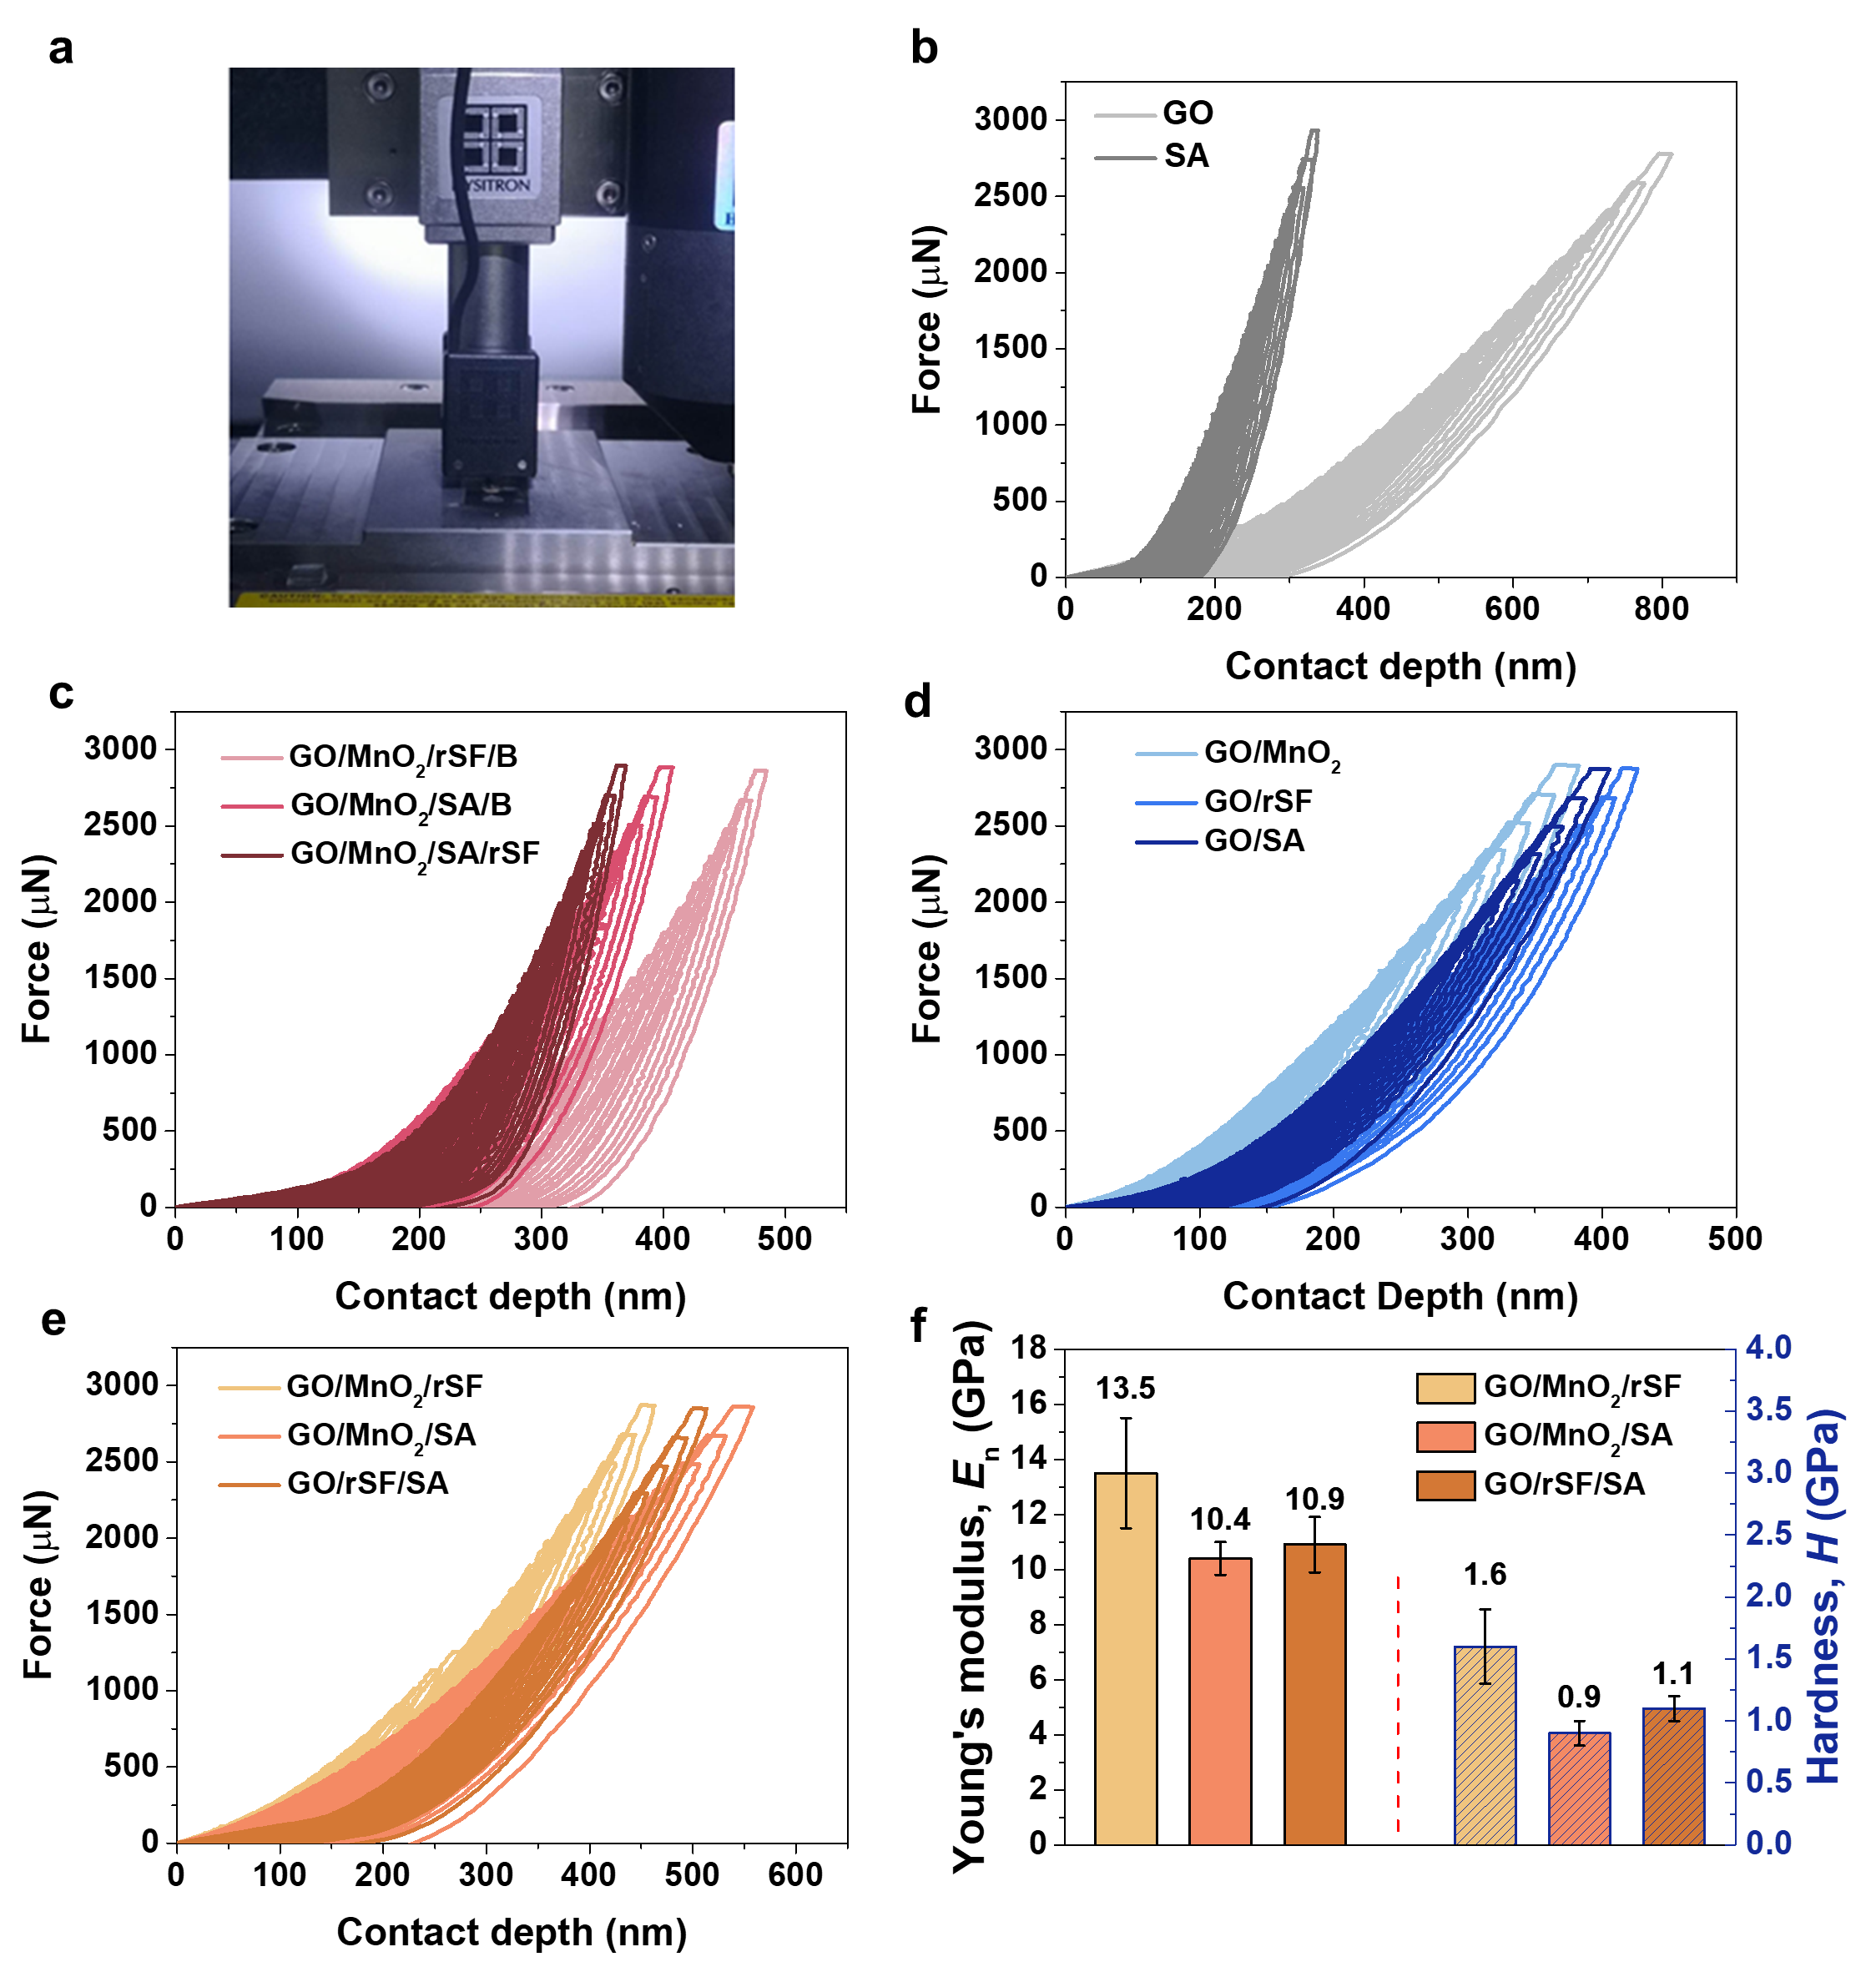 a
YSITRON
b
Force (μN)
3000
2500
2000
1500
1000
500
0
GO
SA
0 200 400 600 800
Contact depth (nm)
c
Force (μN)
3000
2500
2000
1500
1000
500
0
GO/MnO2/rSF/B
GO/MnO2/SA/B
GO/MnO2/SA/rSF
0 100 200 300 400 500
Contact depth (nm)
d
Force (μN)
3000
2500
2000
1500
1000
500
0
GO/MnO2
GO/rSF
GO/SA
0 100 200 300 400 500
Contact Depth (nm)
e
Force (μN)
3000
2500
2000
1500
1000
500
0
GO/MnO2/rSF
GO/MnO2/SA
GO/rSF/SA
0 100 200 300 400 500 600
Contact depth (nm)
f
Young's modulus, En (GPa)
18
16
14
12
10
8
6
4
2
0
13.5
10.4
10.9
GO/MnO2/rSF
GO/MnO2/SA
GO/rSF/SA
1.6
0.9
1.1
4.0
3.5
3.0
2.5
2.0
1.5
1.0
0.5
0.0
Hardness, H (GPa)